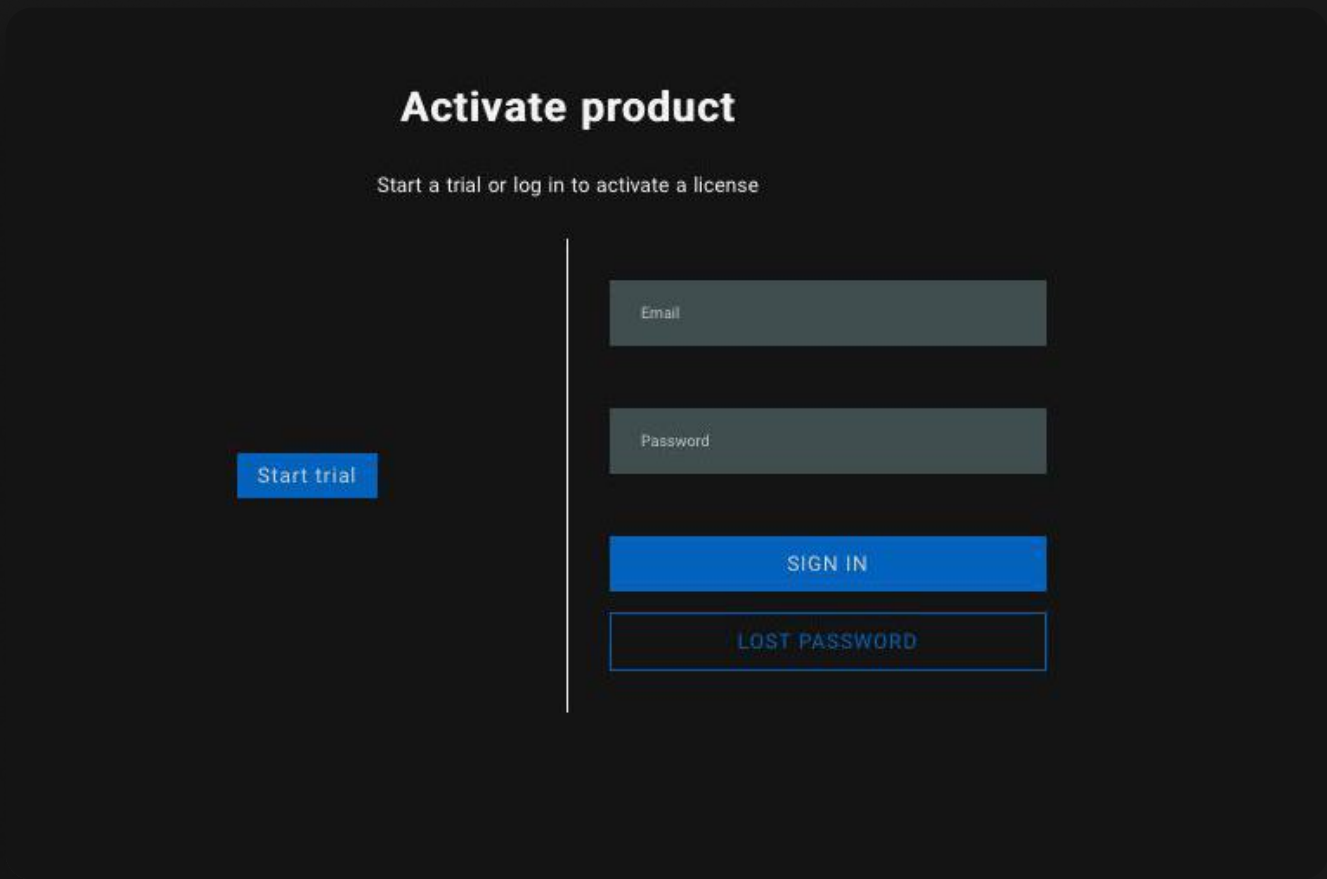 Activate product
Start a trial or log in to activate a license
Start trial
Email
Password
SIGN IN
LOST PASSWORD